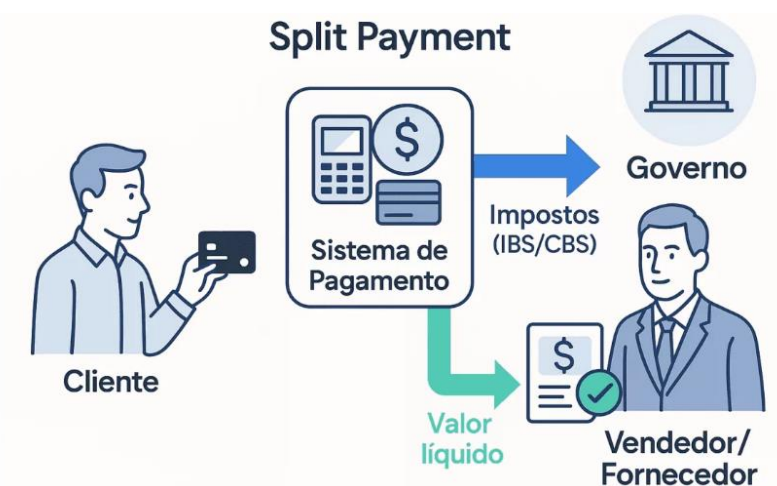 Split Payment
Cliente
$
Sistema de
Pagamento
Impostos
(IBS/CBS)
Governo
Valor
líquido
$
Vendedor/
Fornecedor